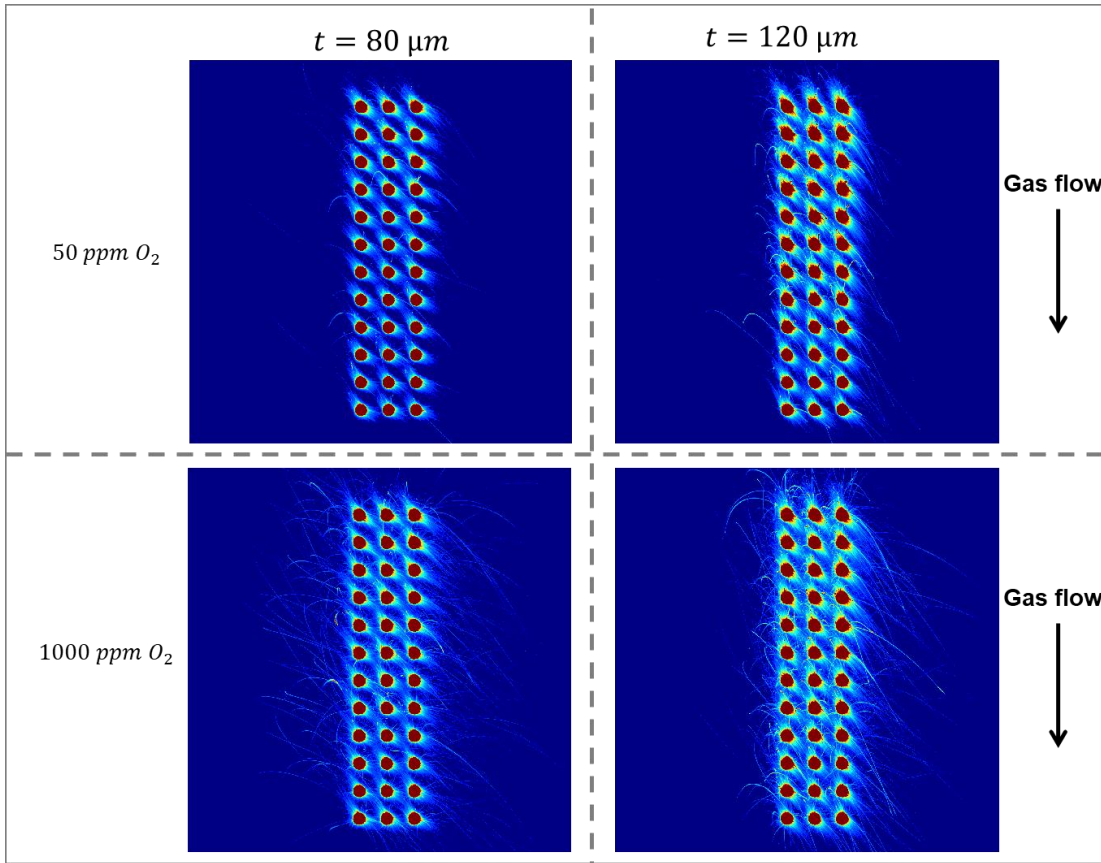 t = 80 μm
t = 120 μm
50 ppm O₂
Gas flow
1000 ppm O₂
Gas flow